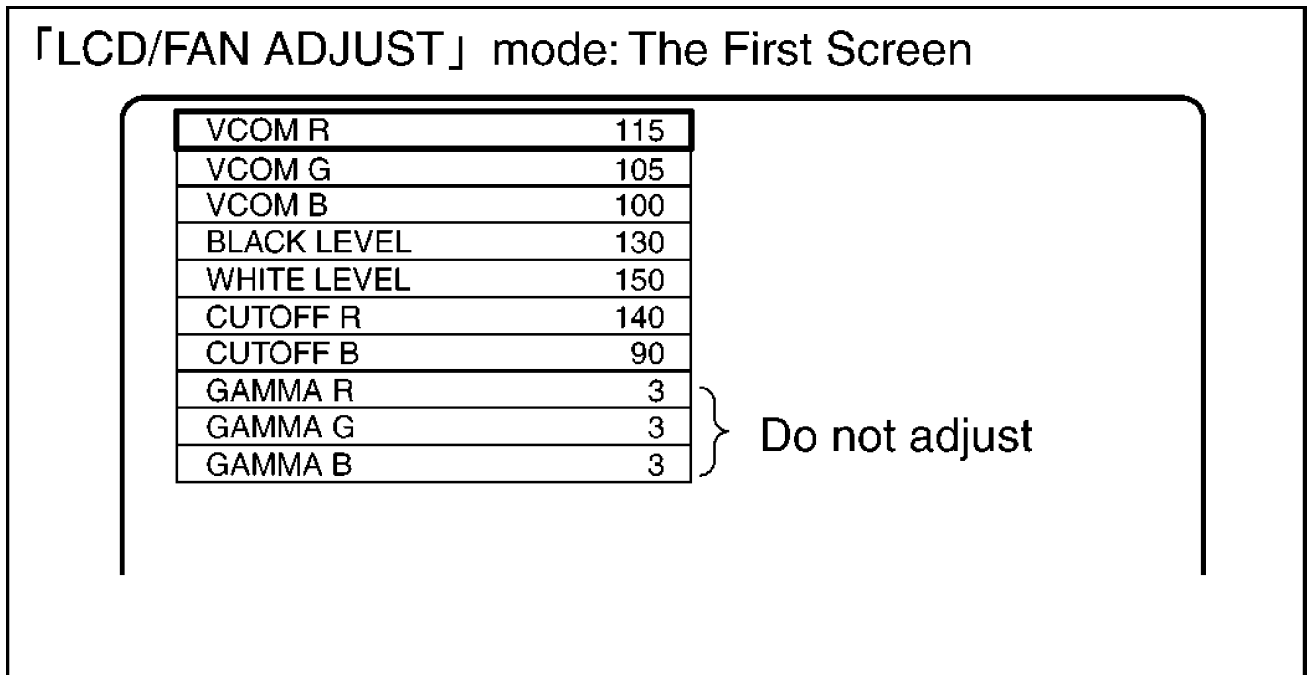 「LCD/FAN ADJUST」 mode: The First Screen
VCOM R 115
VCOM G 105
VCOM B 100
BLACK LEVEL 130
WHITE LEVEL 150
CUTOFF R 140
CUTOFF B 90
GAMMA R 3
GAMMA G 3
GAMMA B 3
Do not adjust